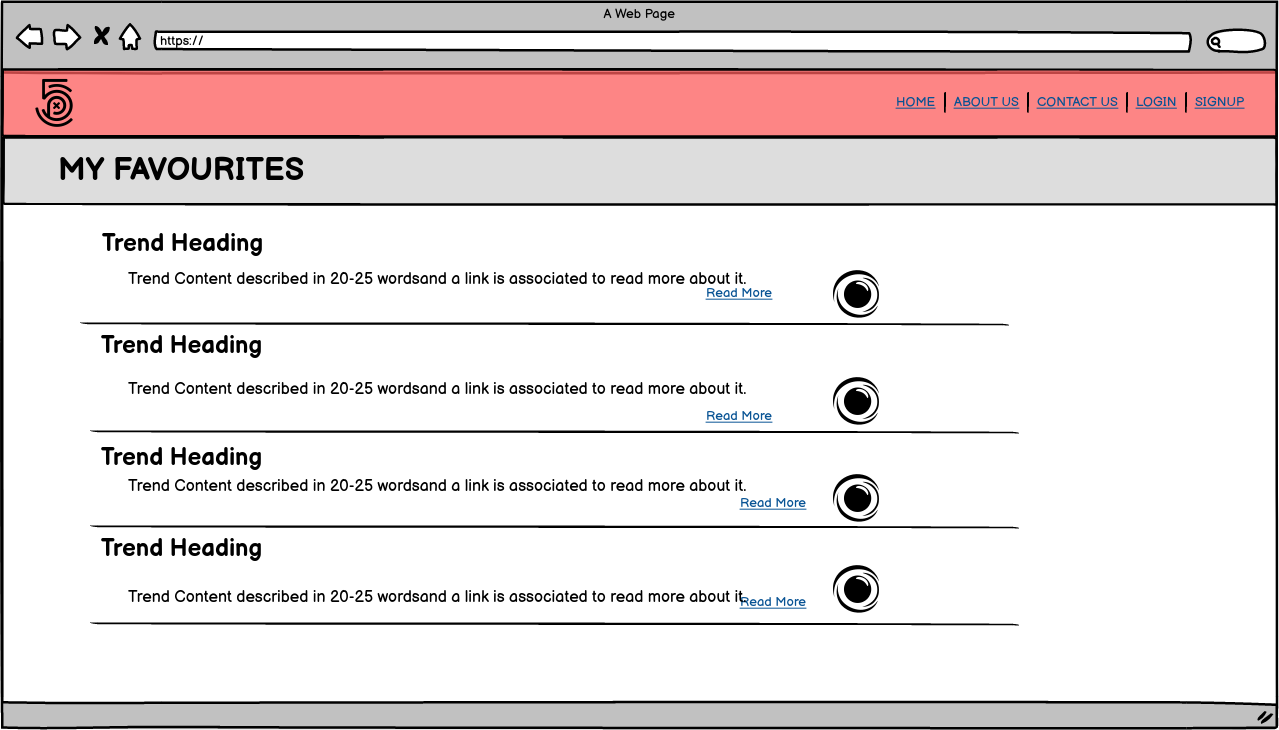 A Web Page
https://
HOME ABOUT US CONTACT US LOGIN SIGNUP
MY FAVOURITES
Trend Heading
Trend Content described in 20-25 wordsand a link is associated to read more about it.
Read More
Trend Heading
Trend Content described in 20-25 wordsand a link is associated to read more about it.
Read More
Trend Heading
Trend Content described in 20-25 wordsand a link is associated to read more about it.
Read More
Trend Heading
Trend Content described in 20-25 wordsand a link is associated to read more about it.
Read More